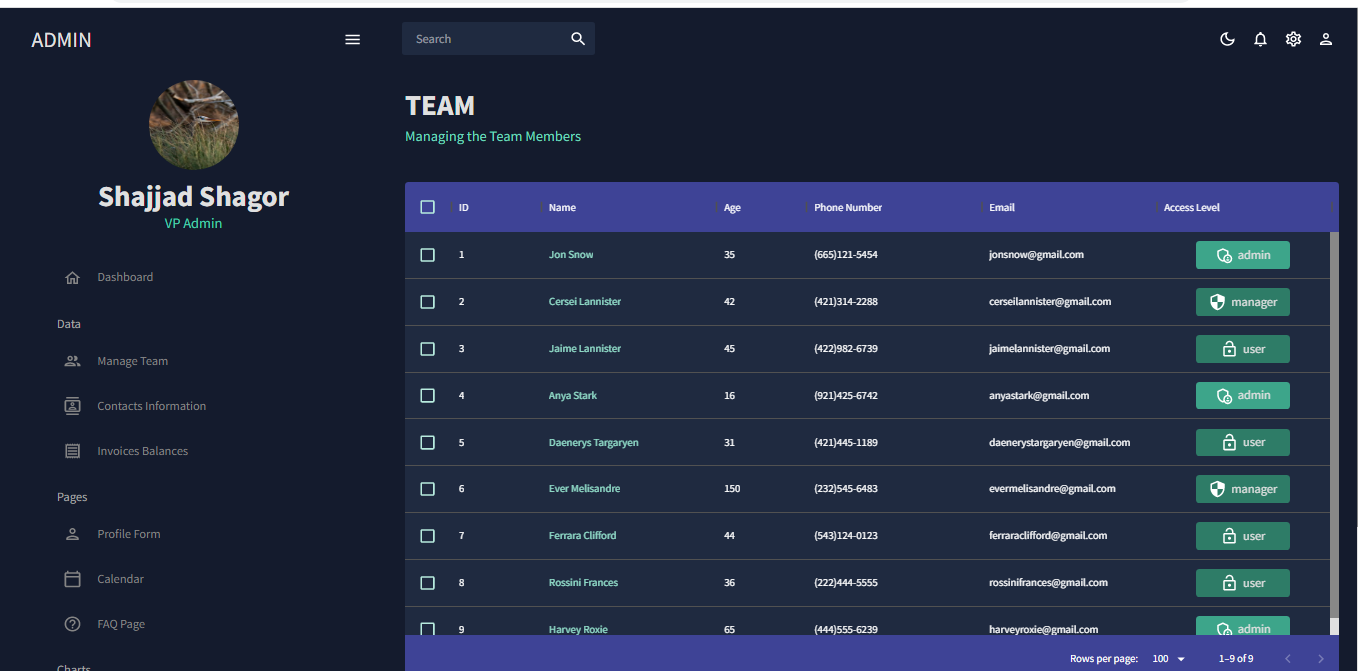 ADMIN
Search
Shajjad Shagor
VP Admin
Dashboard
Data
Manage Team
Contacts Information
Invoices Balances
Pages
Profile Form
Calendar
FAQ Page
Charts
TEAM
Managing the Team Members
ID Name Age Phone Number Email Access Level
1 Jon Snow 35 (665)121-5454 jonsnow@gmail.com admin
2 Cersei Lannister 42 (421)314-2288 cerseilannister@gmail.com manager
3 Jaime Lannister 45 (422)982-6739 jaimelannister@gmail.com user
4 Anya Stark 16 (921)425-6742 anyastark@gmail.com admin
5 Daenerys Targaryen 31 (421)445-1189 daenerystargaryen@gmail.com user
6 Ever Melisandre 150 (232)545-6483 evermelisandre@gmail.com manager
7 Ferrara Clifford 44 (543)124-0123 ferraraclifford@gmail.com user
8 Rossini Frances 36 (222)444-5555 rossinifrances@gmail.com user
9 Harvey Roxie 65 (444)555-6239 harveyroxie@gmail.com admin
Rows per page: 100 1–9 of 9